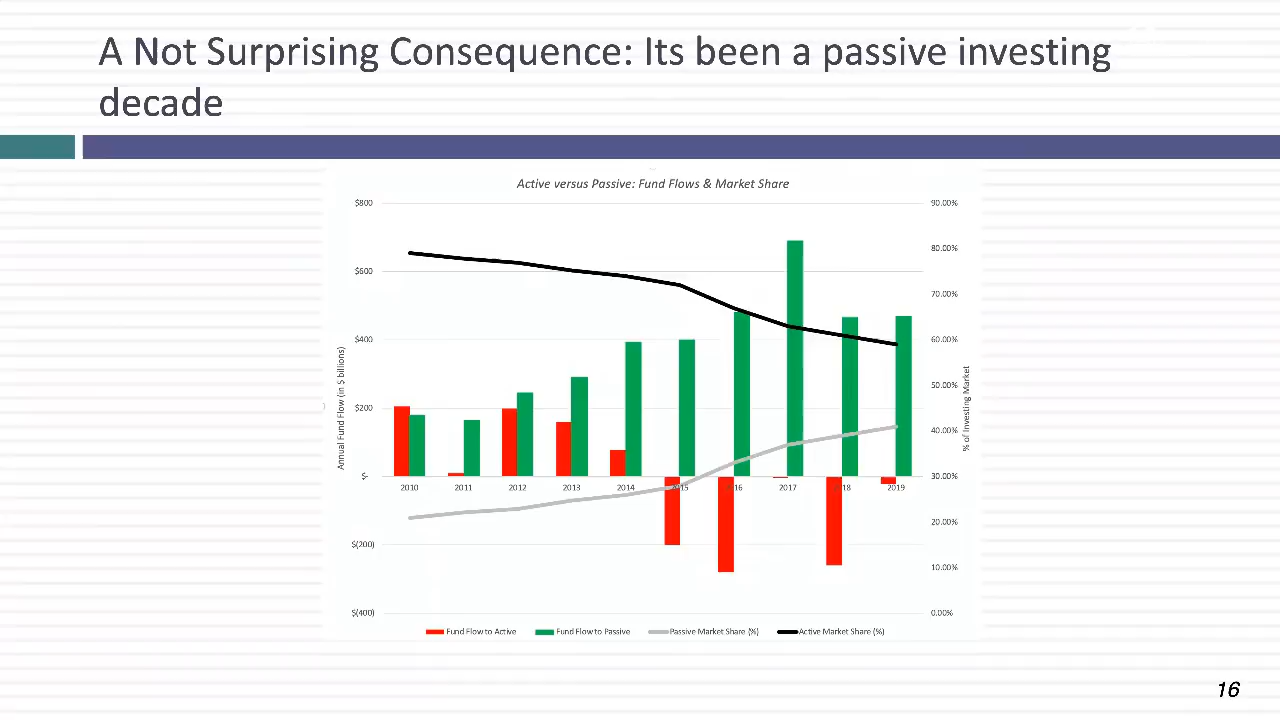 A Not Surprising Consequence: Its been a passive investing
decade
Active versus Passive: Fund Flows & Market Share
$800
$600
$400
$200
$-
$(200)
$(400)
Annual Fund Flow (in $ billions)
90.00%
80.00%
70.00%
60.00%
50.00%
40.00%
30.00%
20.00%
10.00%
0.00%
% of Investing Market
2010 2011 2012 2013 2014 2015 16 2017 18 2019
Fund Flow to Active Fund Flow to Passive Passive Market Share (%) Active Market Share (%)
16